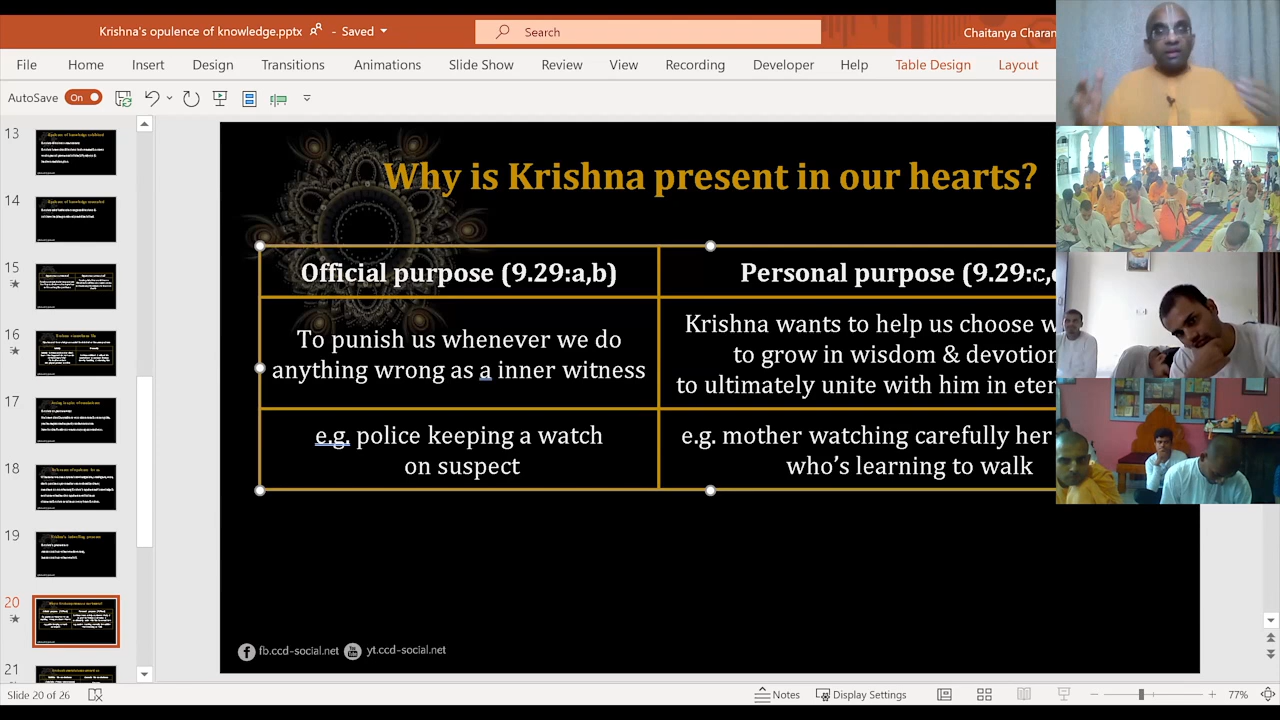 Krishna's opulence of knowledge.pptx
Saved
Search
Chaitanya Charan
File
Home
Insert
Design
Transitions
Animations
Slide Show
Review
View
Recording
Developer
Help
Table Design
Layout
AutoSave
On
13
14
15
16
17
18
19
20
21
Why is Krishna present in our hearts?
Official purpose (9.29:a,b)
Personal purpose (9.29:c,
To punish us whenever we do
anything wrong as a inner witness
Krishna wants to help us choose w
to grow in wisdom & devotion
to ultimately unite with him in eter
e.g. police keeping a watch
on suspect
e.g. mother watching carefully her
who's learning to walk
fb.ccd-social.net
yt.ccd-social.net
Slide 20 of 26
Notes
Display Settings
77%